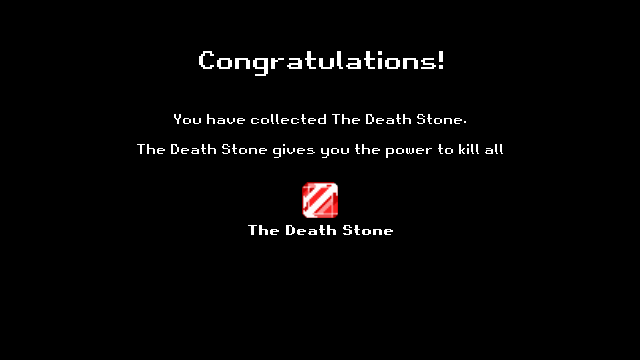 Congratulations!
You have collected The Death Stone.
The Death Stone gives you the power to kill all
The Death Stone